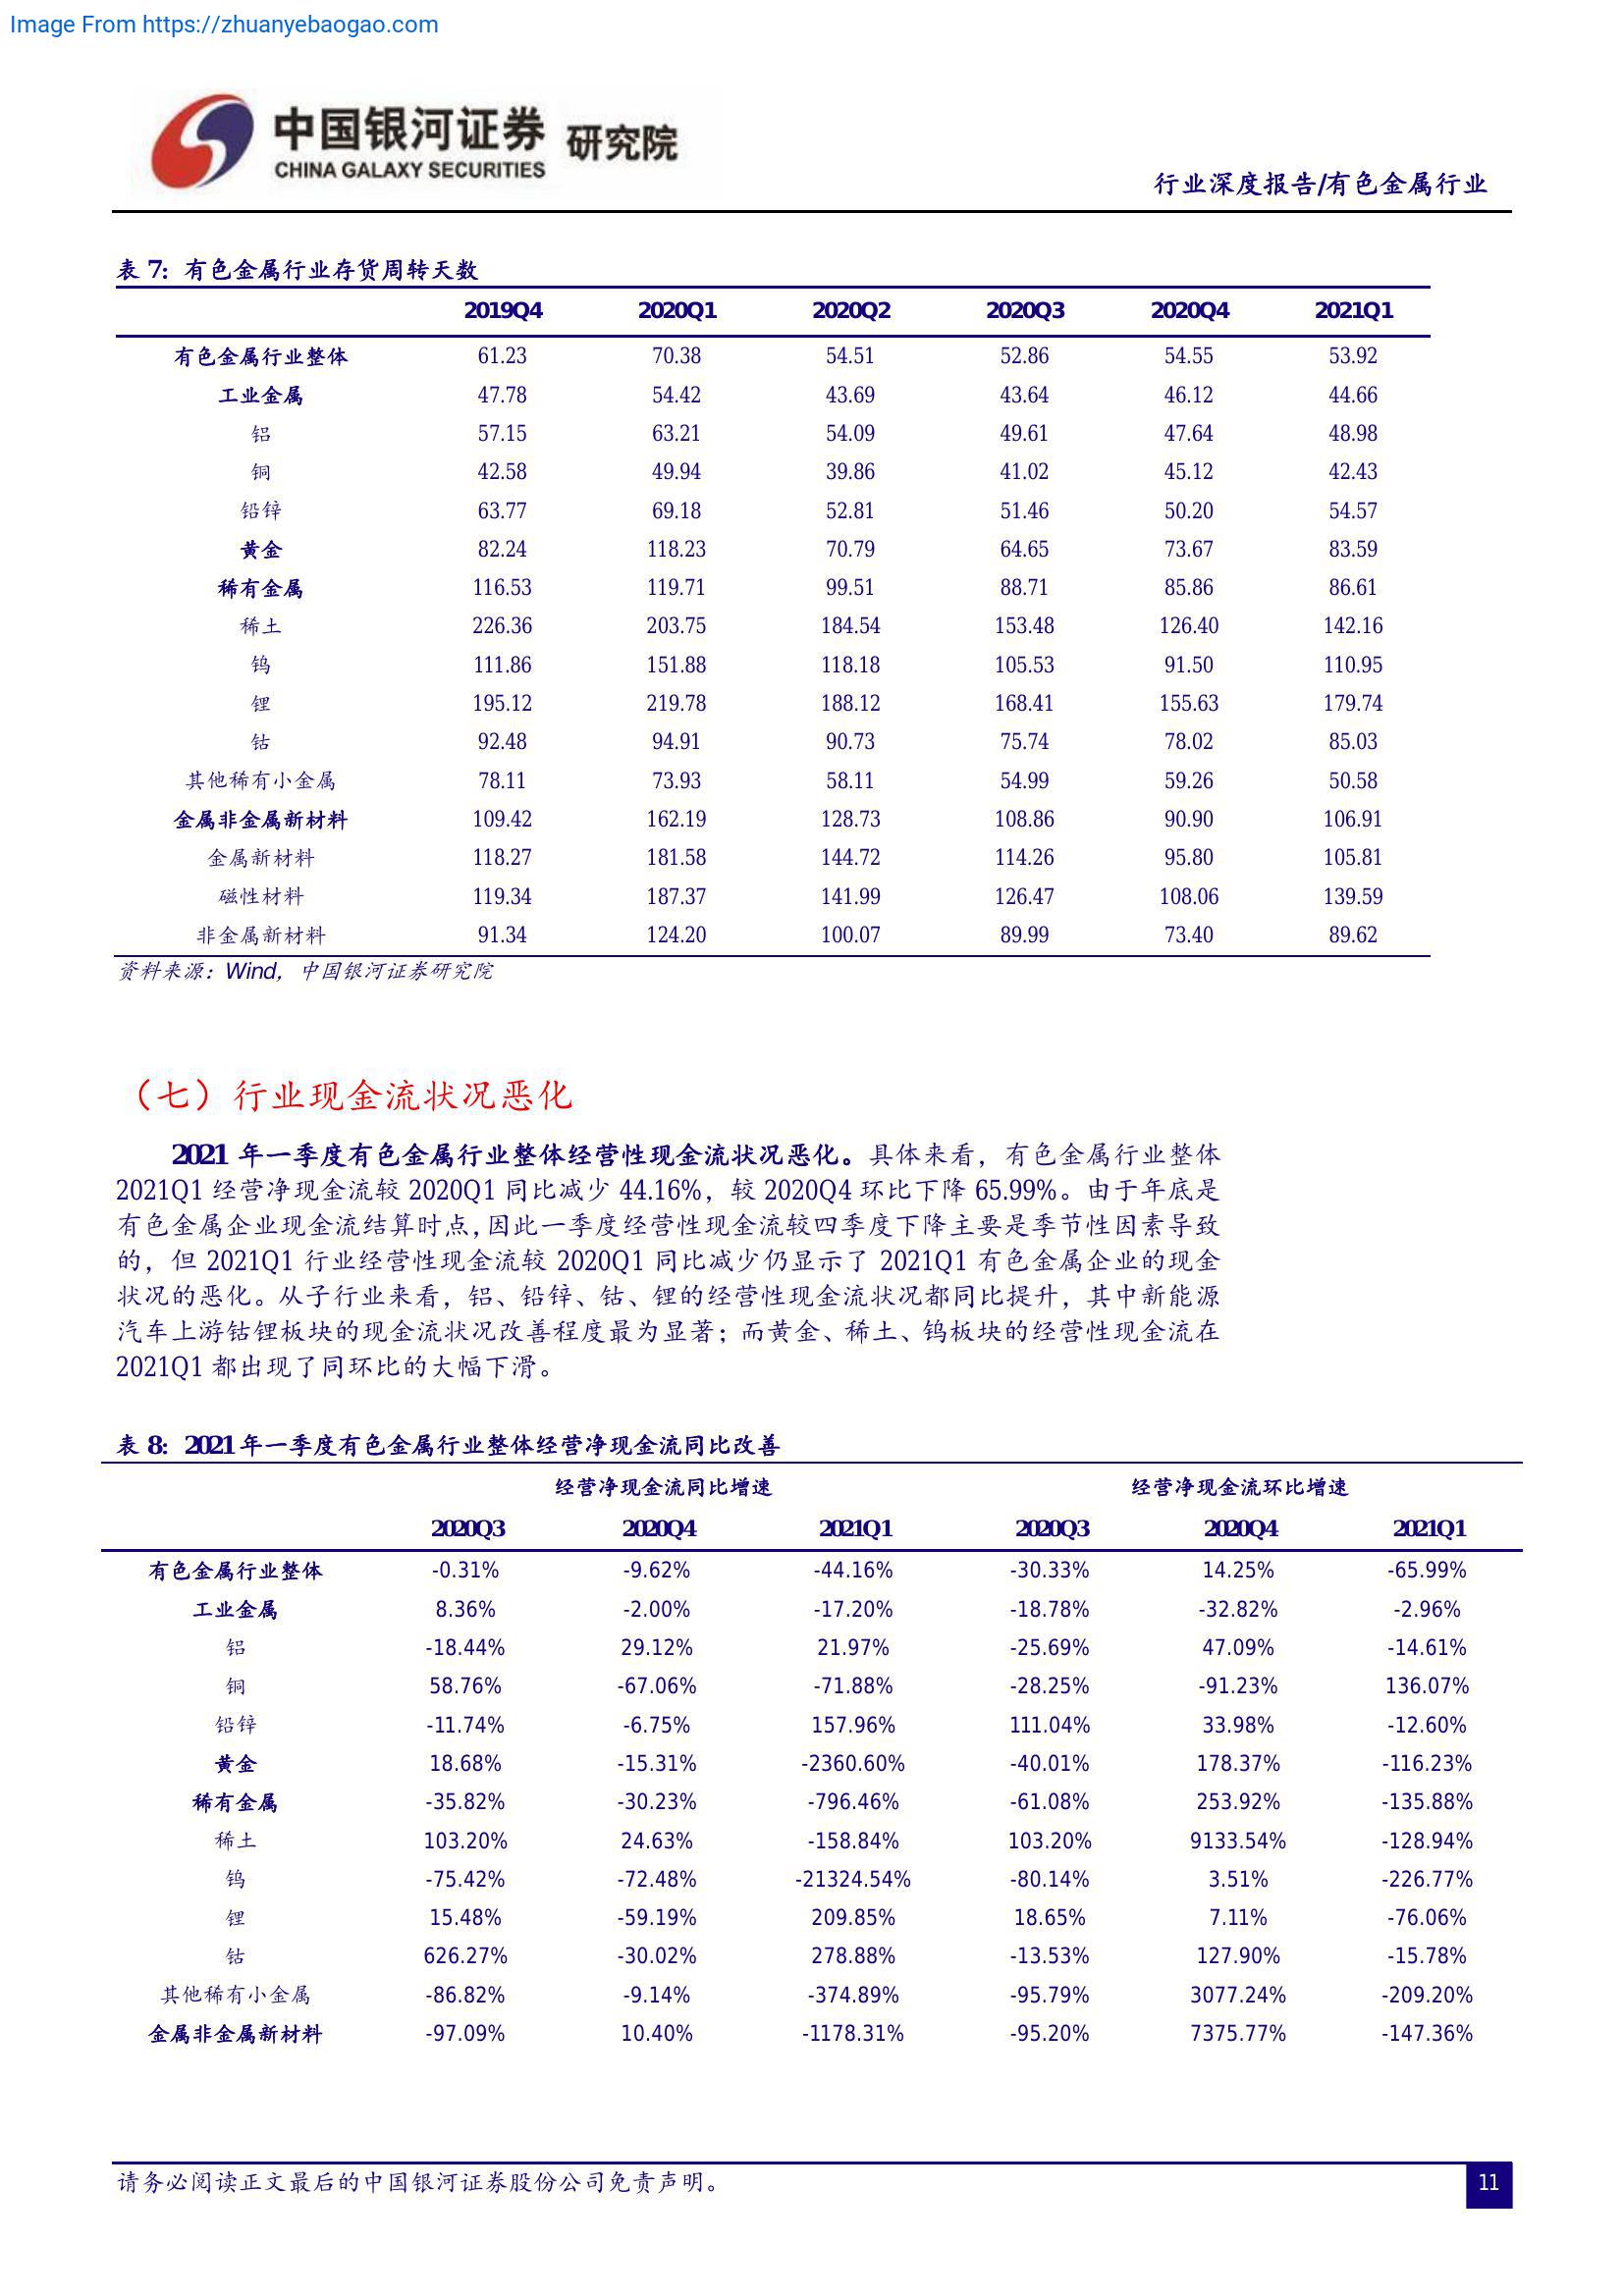 Image From https://zhuanyebaogao.com
中国银河证券 研究院
CHINA GALAXY SECURITIES
行业深度报告/有色金属行业
表 7：有色金属行业存货周转天数
2019Q4 2020Q1 2020Q2 2020Q3 2020Q4 2021Q1
有色金属行业整体 61.23 70.38 54.51 52.86 54.55 53.92
工业金属 47.78 54.42 43.69 43.64 46.12 44.66
铝 57.15 63.21 54.09 49.61 47.64 48.98
铜 42.58 49.94 39.86 41.02 45.12 42.43
铅锌 63.77 69.18 52.81 51.46 50.20 54.57
黄金 82.24 118.23 70.79 64.65 73.67 83.59
稀有金属 116.53 119.71 99.51 88.71 85.86 86.61
稀土 226.36 203.75 184.54 153.48 126.40 142.16
钨 111.86 151.88 118.18 105.53 91.50 110.95
锂 195.12 219.78 188.12 168.41 155.63 179.74
钴 92.48 94.91 90.73 75.74 78.02 85.03
其他稀有小金属 78.11 73.93 58.11 54.99 59.26 50.58
金属非金属新材料 109.42 162.19 128.73 108.86 90.90 106.91
金属新材料 118.27 181.58 144.72 114.26 95.80 105.81
磁性材料 119.34 187.37 141.99 126.47 108.06 139.59
非金属新材料 91.34 124.20 100.07 89.99 73.40 89.62
资料来源：Wind，中国银河证券研究院
（七）行业现金流状况恶化
2021 年一季度有色金属行业整体经营性现金流状况恶化。具体来看，有色金属行业整体
2021Q1 经营净现金流较 2020Q1 同比减少 44.16%，较 2020Q4 环比下降 65.99%。由于年底是
有色金属企业现金流结算时点，因此一季度经营性现金流较四季度下降主要是季节性因素导致
的，但 2021Q1 行业经营性现金流较 2020Q1 同比减少仍显示了 2021Q1 有色金属企业的现金
状况的恶化。从子行业来看，铝、铅锌、钴、锂的经营性现金流状况都同比提升，其中新能源
汽车上游钴锂板块的现金流状况改善程度最为显著；而黄金、稀土、钨板块的经营性现金流在
2021Q1 都出现了同环比的大幅下滑。
表 8：2021 年一季度有色金属行业整体经营净现金流同比改善
经营净现金流同比增速 经营净现金流环比增速
2020Q3 2020Q4 2021Q1 2020Q3 2020Q4 2021Q1
有色金属行业整体 -0.31% -9.62% -44.16% -30.33% 14.25% -65.99%
工业金属 8.36% -2.00% -17.20% -18.78% -32.82% -2.96%
铝 -18.44% 29.12% 21.97% -25.69% 47.09% -14.61%
铜 58.76% -67.06% -71.88% -28.25% -91.23% 136.07%
铅锌 -11.74% -6.75% 157.96% 111.04% 33.98% -12.60%
黄金 18.68% -15.31% -2360.60% -40.01% 178.37% -116.23%
稀有金属 -35.82% -30.23% -796.46% -61.08% 253.92% -135.88%
稀土 103.20% 24.63% -158.84% 103.20% 9133.54% -128.94%
钨 -75.42% -72.48% -21324.54% -80.14% 3.51% -226.77%
锂 15.48% -59.19% 209.85% 18.65% 7.11% -76.06%
钴 626.27% -30.02% 278.88% -13.53% 127.90% -15.78%
其他稀有小金属 -86.82% -9.14% -374.89% -95.79% 3077.24% -209.20%
金属非金属新材料 -97.09% 10.40% -1178.31% -95.20% 7375.77% -147.36%
请务必阅读正文最后的中国银河证券股份公司免责声明。
11